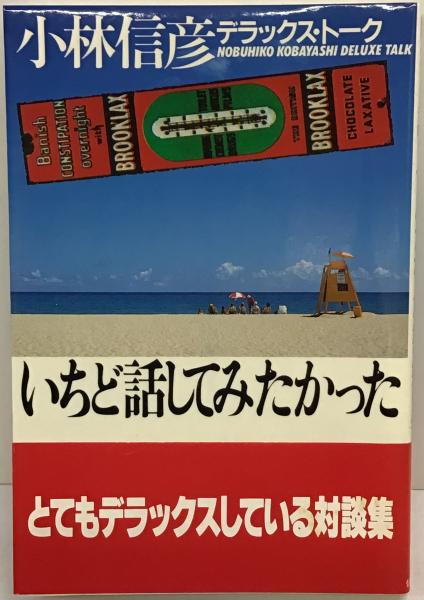 小林信彦
デラックス・トーク
NOBUHIKO KOBAYASHI DELUXE TALK
Banish
CONSTIPATION
overnight
with
BROOKLAX
BROOKLAX
CHOCOLATE
LAXATIVE
いちど話してみたかった
とてもデラックスしている対談集